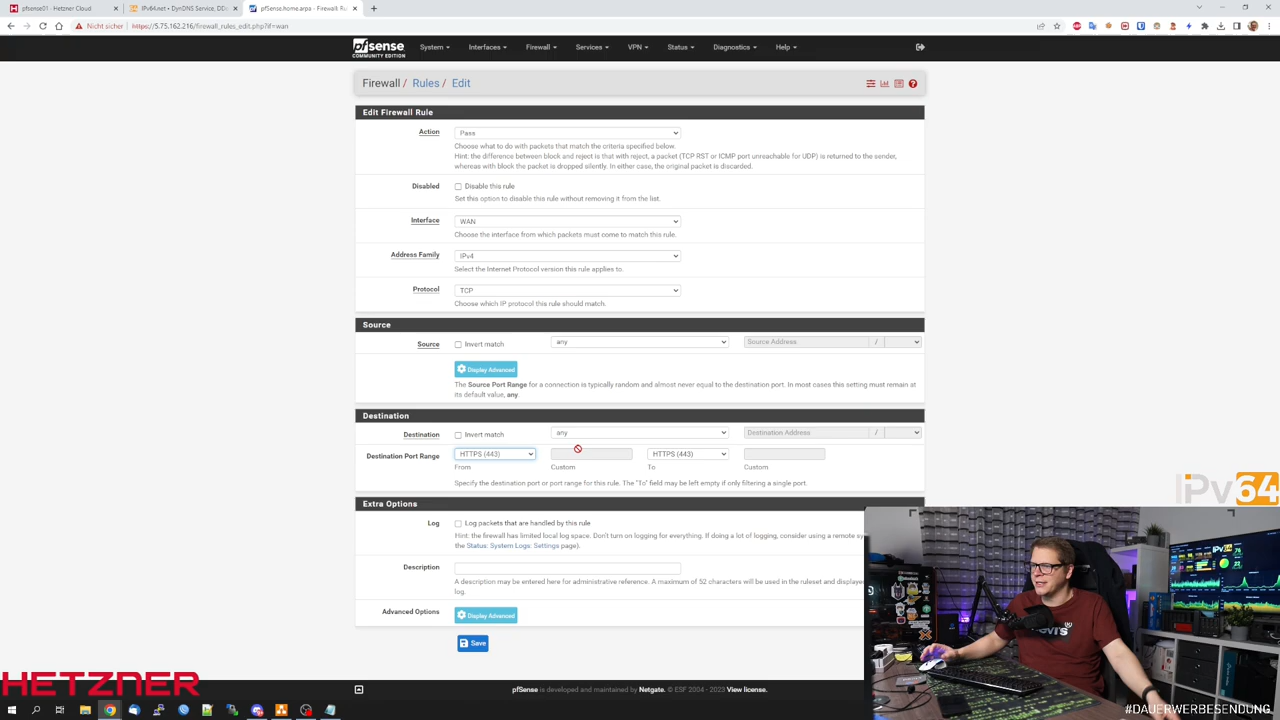 pfsense01 - Hetzner Cloud
IPv64.net • DynDNS Service, DDi
pfSense.home.arpa - Firewall: Ru
Nicht sicher
https://5.75.162.216/firewall_rules_edit.php?if=wan
pfsense
COMMUNITY EDITION
System
Interfaces
Firewall
Services
VPN
Status
Diagnostics
Help
Firewall / Rules / Edit
Edit Firewall Rule
Action
Pass
Choose what to do with packets that match the criteria specified below.
Hint: the difference between block and reject is that with reject, a packet (TCP RST or ICMP port unreachable for UDP) is returned to the sender,
whereas with block the packet is dropped silently. In either case, the original packet is discarded.
Disabled
Disable this rule
Set this option to disable this rule without removing it from the list.
Interface
WAN
Choose the interface from which packets must come to match this rule.
Address Family
IPv4
Select the Internet Protocol version this rule applies to.
Protocol
TCP
Choose which IP protocol this rule should match.
Source
Source
Invert match
any
Source Address
/
Display Advanced
The Source Port Range for a connection is typically random and almost never equal to the destination port. In most cases this setting must remain at
its default value, any.
Destination
Destination
Invert match
any
Destination Address
/
Destination Port Range
HTTPS (443)
HTTPS (443)
From
Custom
To
Custom
Specify the destination port or port range for this rule. The "To" field may be left empty if only filtering a single port.
Extra Options
Log
Log packets that are handled by this rule
Hint: the firewall has limited local log space. Don't turn on logging for everything. If doing a lot of logging, consider using a remote sy
the Status: System Logs: Settings page).
Description
A description may be entered here for administrative reference. A maximum of 52 characters will be used in the ruleset and displayed
log.
Advanced Options
Display Advanced
Save
pfSense is developed and maintained by Netgate. © ESF 2004 - 2023 View license.
IPv64
HETZNER
#DAUERWERBESENDUNG